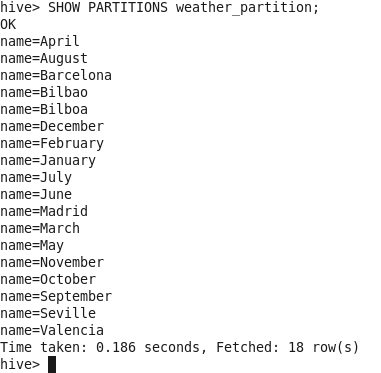 hive> SHOW PARTITIONS weather_partition;
OK
name=April
name=August
name=Barcelona
name=Bilbao
name=Bilboa
name=December
name=February
name=January
name=July
name=June
name=Madrid
name=March
name=May
name=November
name=October
name=September
name=Seville
name=Valencia
Time taken: 0.186 seconds, Fetched: 18 row(s)
hive>